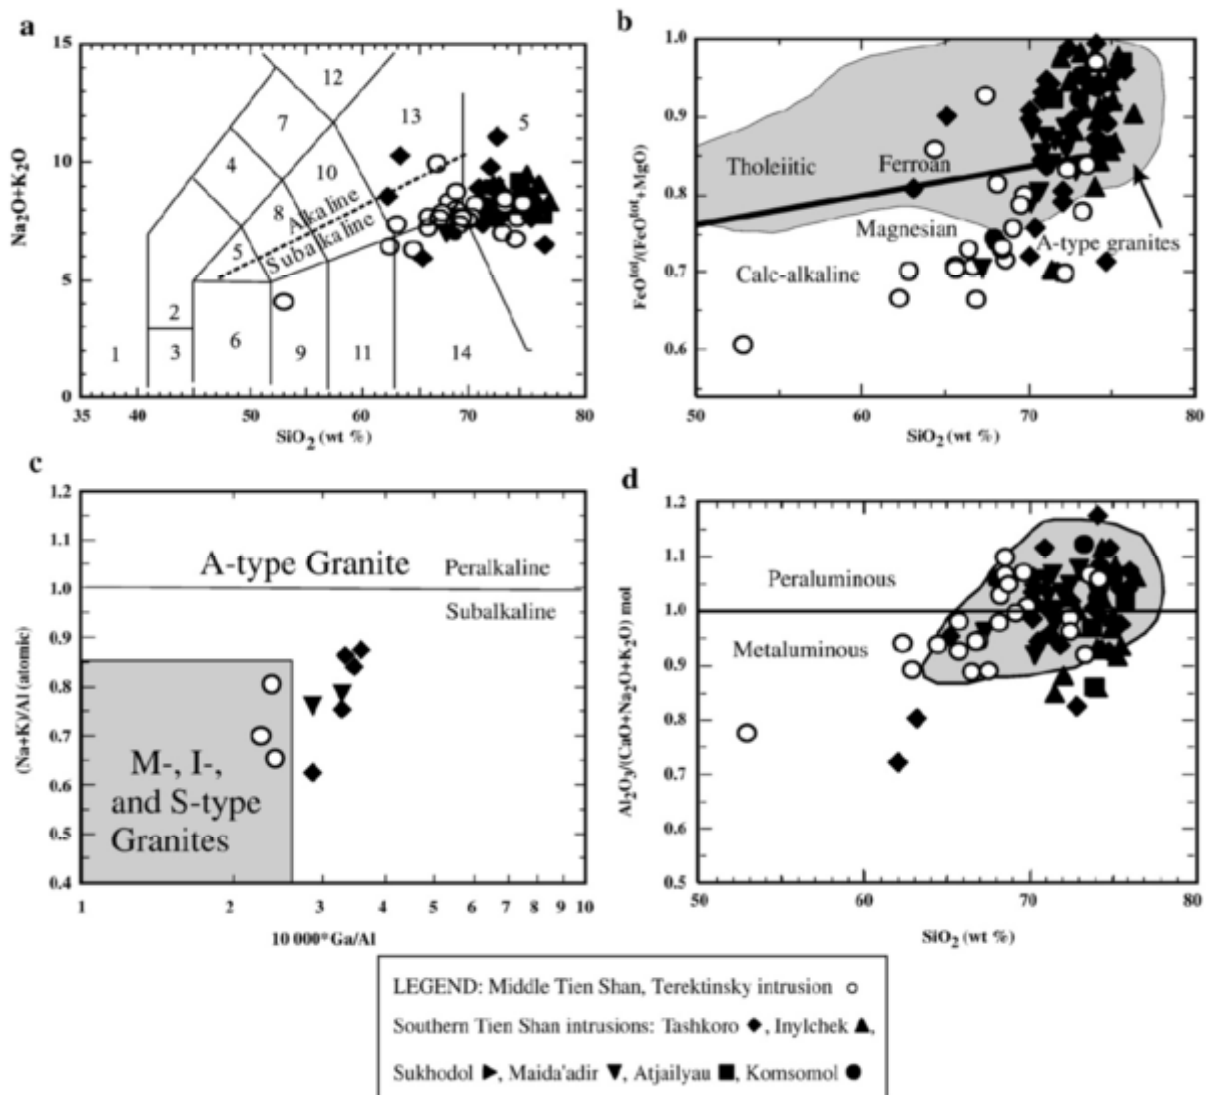 a
15
10
5
0
Na₂O+K₂O
12
7
13
5
4
10
8
Alkaline
Subalkaline
5
2
1
3
6
9
11
14
35
40
50
60
70
80
SiO₂ (wt %)
b
1.0
0.9
0.8
0.7
0.6
FeOᵗᵒᵗ/(FeOᵗᵒᵗ+MgO)
Tholeiitic
Ferroan
Magnesian
A-type granites
Calc-alkaline
50
60
70
80
SiO₂ (wt %)
c
1.2
1.1
1.0
0.9
0.8
0.7
0.6
0.5
0.4
(Na+K)/Al (atomic)
A-type Granite
Peralkaline
Subalkaline
M-, I-,
and S-type
Granites
1
2
3
4
5
6
7
8
9
10
10 000*Ga/Al
d
1.2
1.1
1.0
0.9
0.8
0.7
0.6
0.5
Al₂O₃/(CaO+Na₂O+K₂O) mol
Peraluminous
Metaluminous
50
60
70
80
SiO₂ (wt %)
LEGEND: Middle Tien Shan, Terektinsky intrusion ○
Southern Tien Shan intrusions: Tashkoro ◆, Inylchek ▲,
Sukhodol ▶, Maida'adir ▼, Atjailyau ■, Komsomol ●